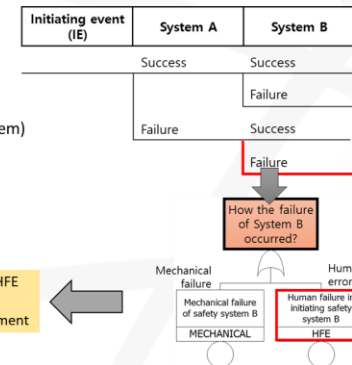 Initiating event
(IE)
System A
System B
Success
Success
Failure
em)
Failure
Success
Failure
How the failure
of System B
occurred?
Mechanical
failure
Hum
error
Mechanical failure
of safety system B
MECHANICAL
Human failure in
initiating safety
system B
HFE
HFE
ment